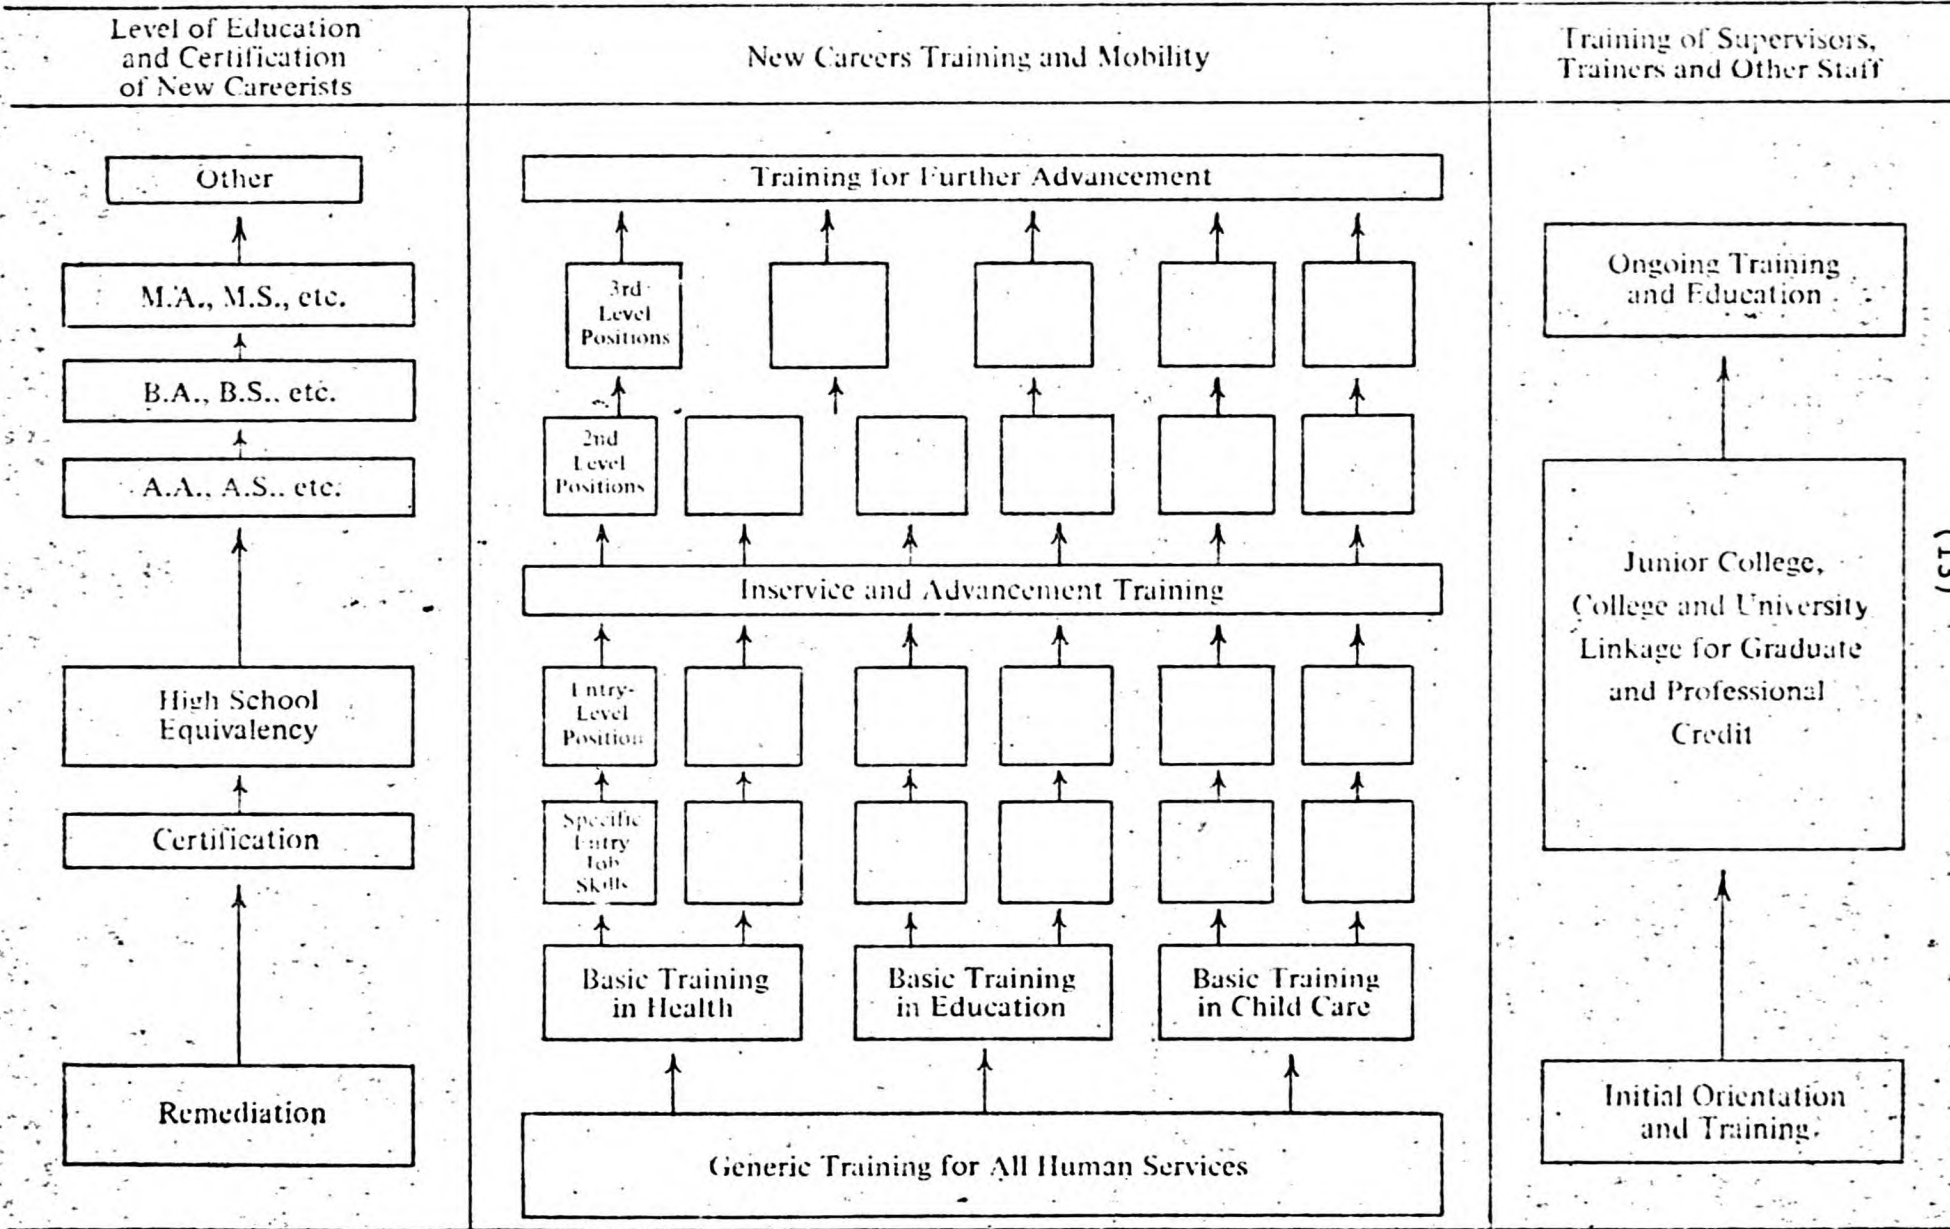 Level of Education
and Certification
of New Careerists
New Careers Training and Mobility
Training of Supervisors,
Trainers and Other Staff
Other
M.A., M.S., etc.
B.A., B.S., etc.
A.A., A.S., etc.
High School
Equivalency
Certification
Remediation
Training for Further Advancement
3rd
Level
Positions
2nd
Level
Positions
Inservice and Advancement Training
Entry-
Level
Position
Specific
Entry
Job
Skills
Basic Training
in Health
Basic Training
in Education
Basic Training
in Child Care
Generic Training for All Human Services
Ongoing Training
and Education
Junior College,
College and University
Linkage for Graduate
and Professional
Credit
Initial Orientation
and Training
(13)